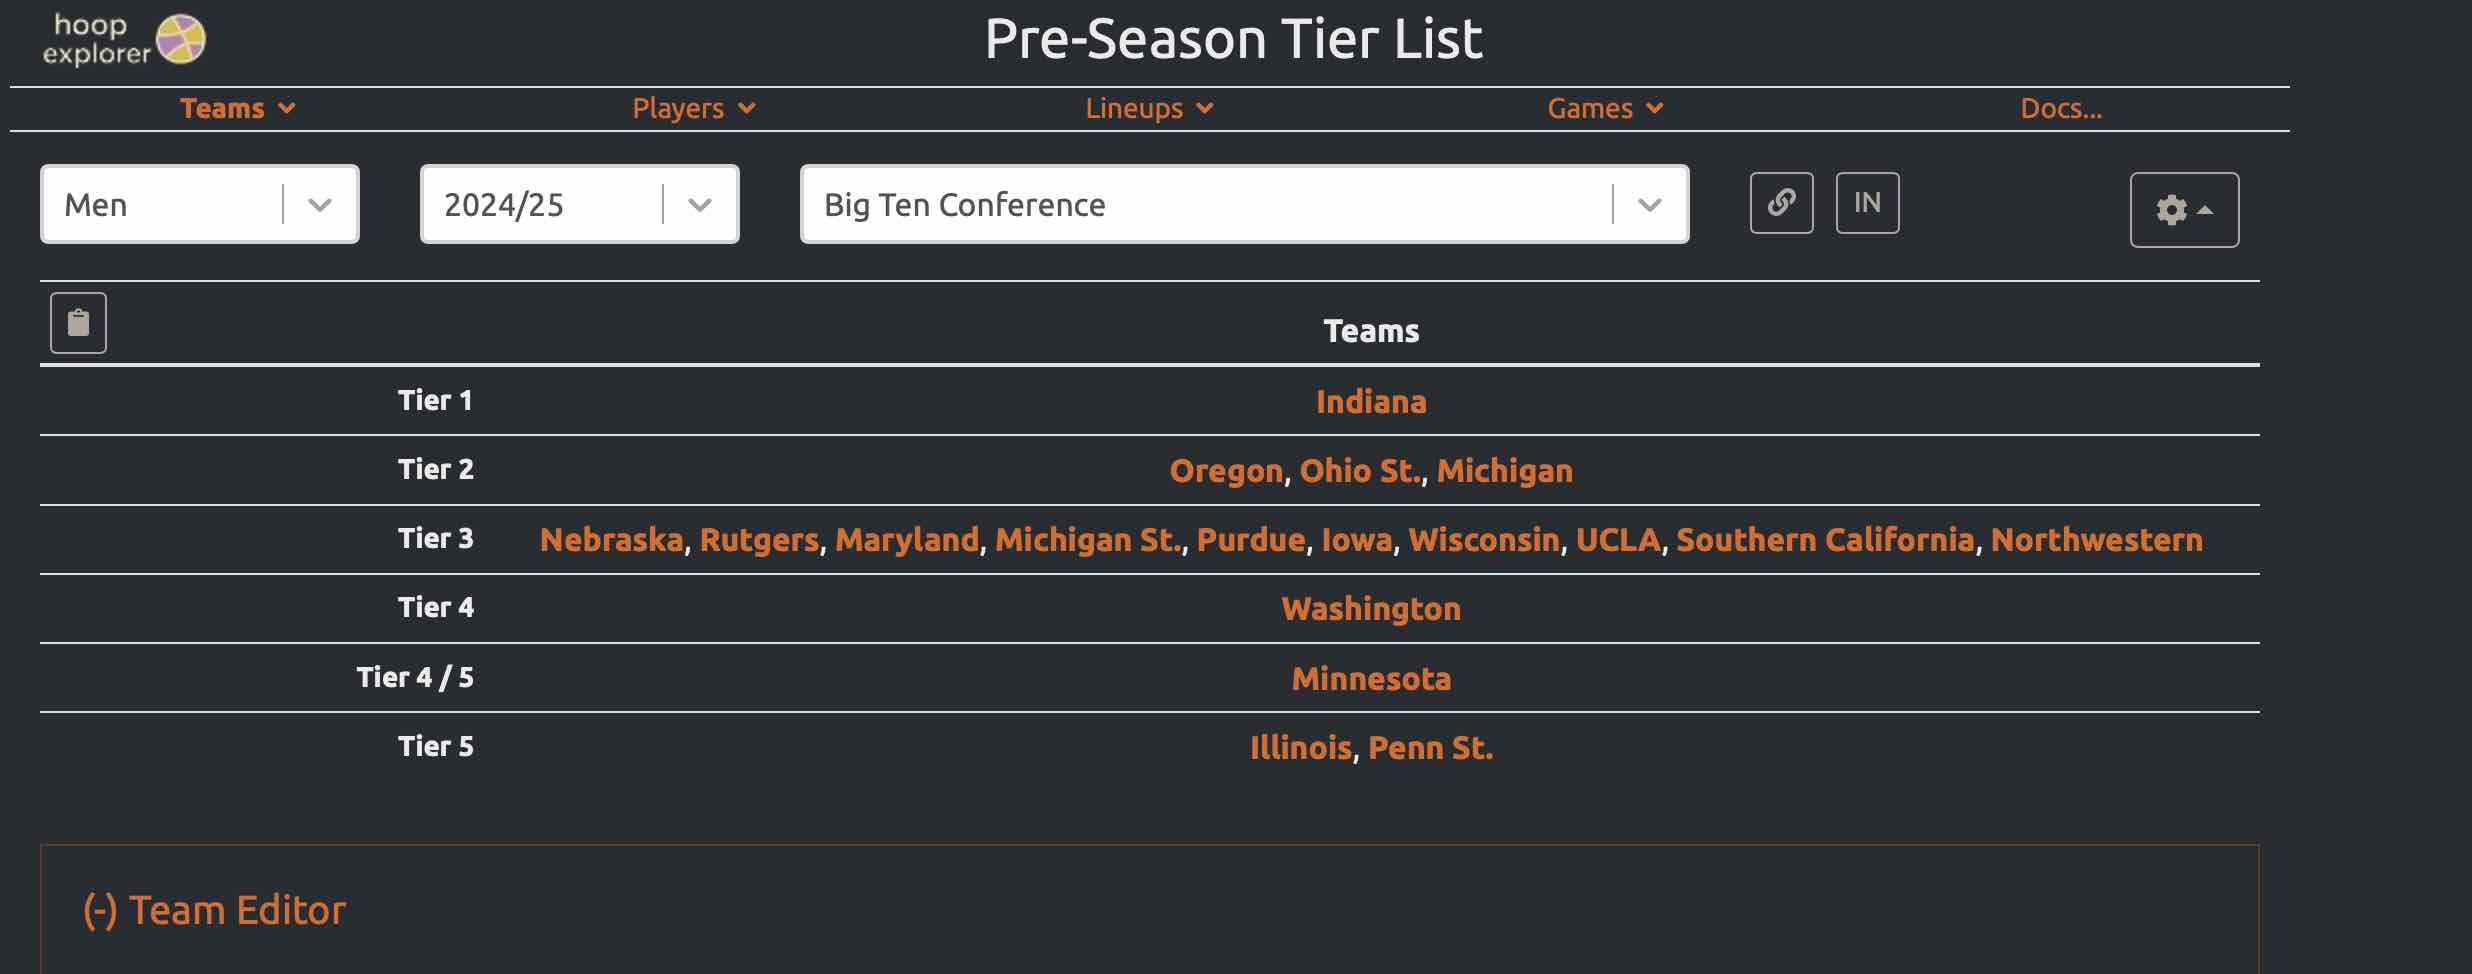 hoop
explorer
Pre-Season Tier List
Teams Players Lineups Games Docs...
Men 2024/25 Big Ten Conference IN
Teams
Tier 1 Indiana
Tier 2 Oregon, Ohio St., Michigan
Tier 3 Nebraska, Rutgers, Maryland, Michigan St., Purdue, Iowa, Wisconsin, UCLA, Southern California, Northwestern
Tier 4 Washington
Tier 4 / 5 Minnesota
Tier 5 Illinois, Penn St.
(-) Team Editor